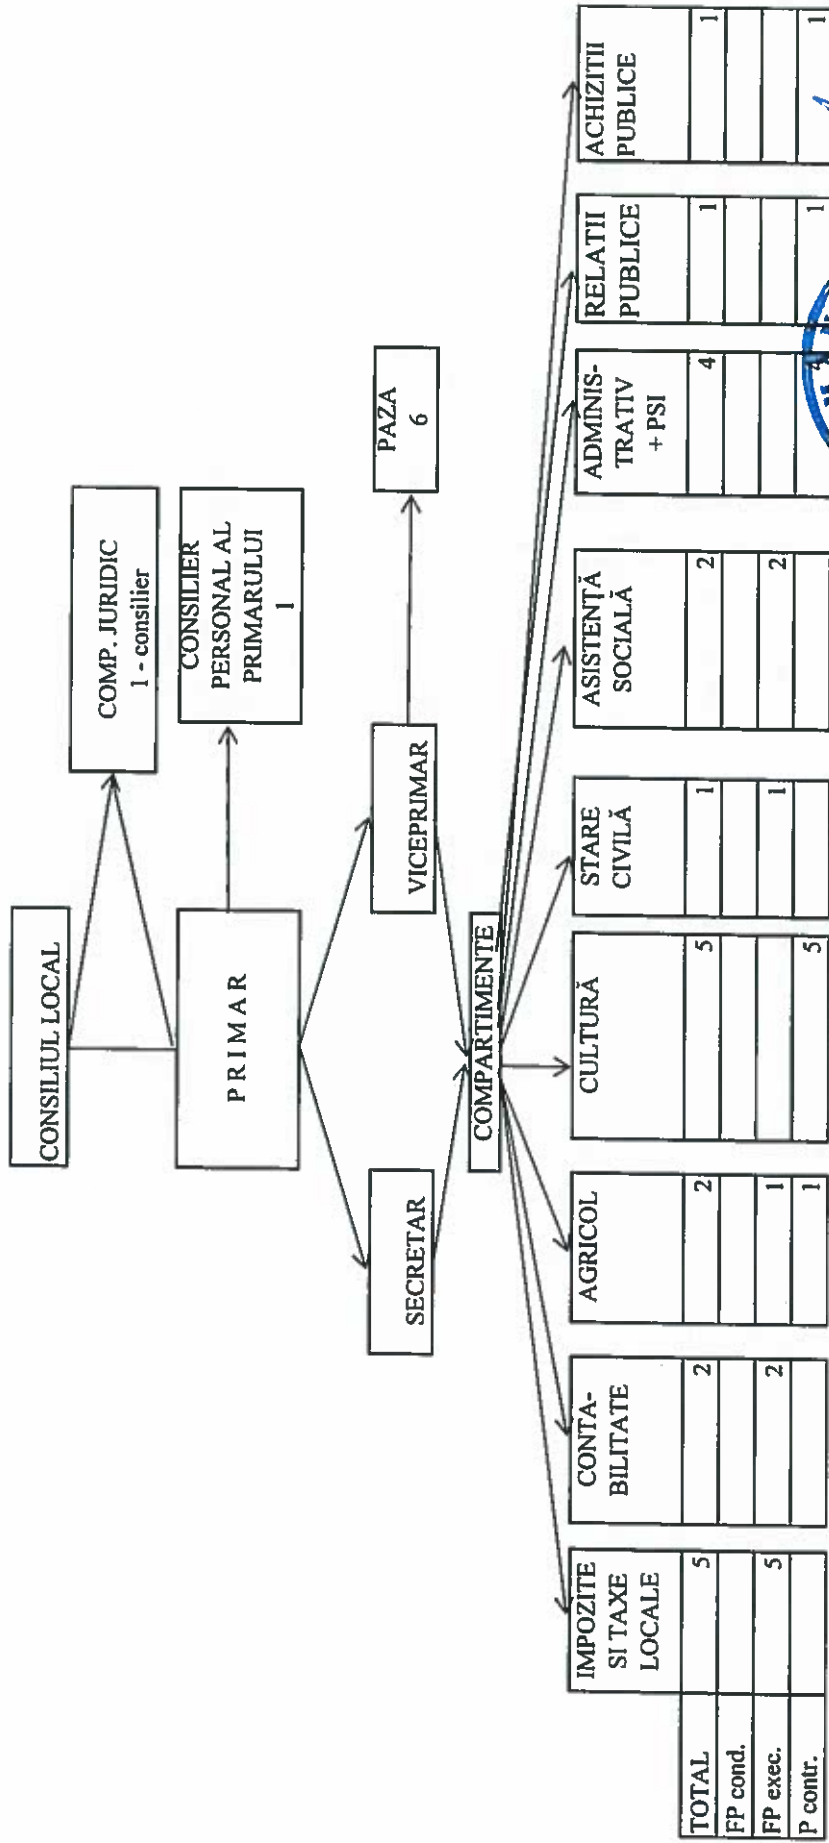 CONSILIUL LOCAL
COMP. JURIDIC
1 - consilier
PRIMAR
CONSILIER
PERSONAL AL
PRIMARULUI
1
SECRETAR
VICEPRIMAR
PAZA
6
COMPARTIMENTE
IMPOZITE
SI TAXE
LOCALE
CONTA-
BILITATE
AGRICOL
CULTURĂ
STARE
CIVILĂ
ASISTENȚĂ
SOCIALĂ
ADMINIS-
TRATIV
+ PSI
RELATII
PUBLICE
ACHIZITII
PUBLICE
TOTAL 5 2 2 5 1 2 4 1 1
FP cond.
FP exec. 5 2 1 1 2
P contr. 1 5 4 1 1